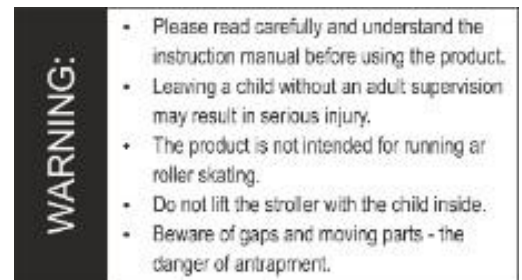 WARNING:
• Please read carefully and understand the
instruction manual before using the product.
• Leaving a child without an adult supervision
may result in serious injury.
• The product is not intended for running ar
roller skating.
• Do not lift the stroller with the child inside.
• Beware of gaps and moving parts - the
danger of antrapment.